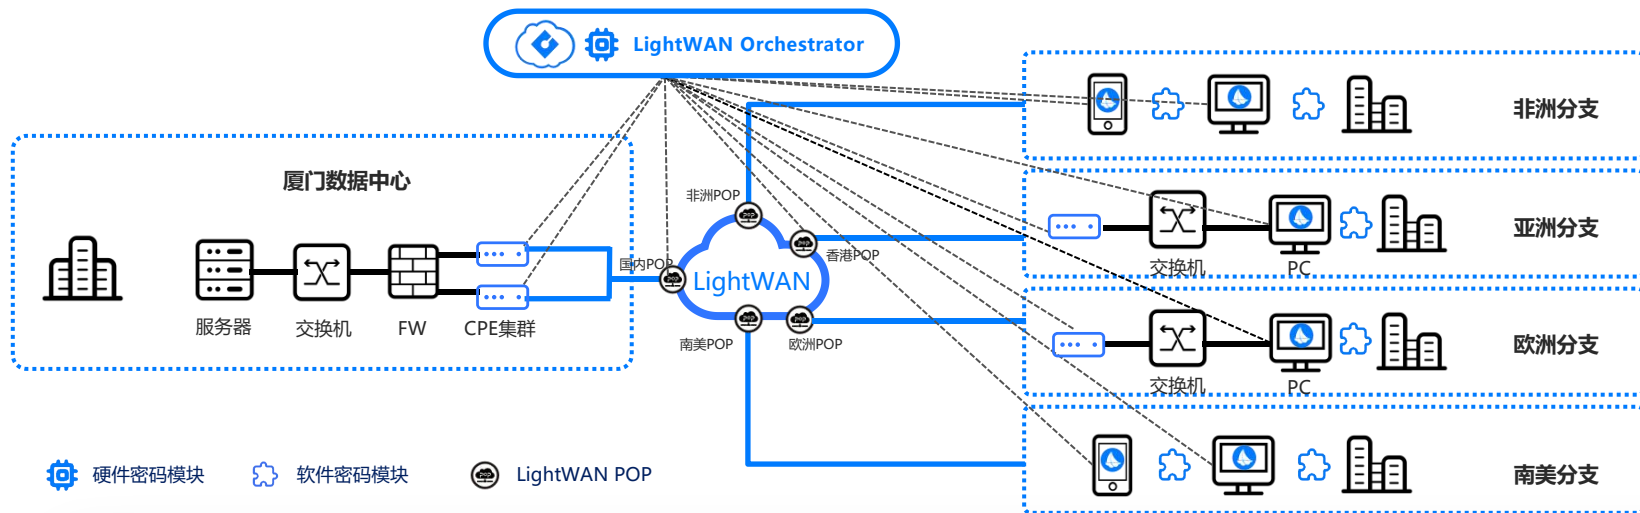 LightWAN Orchestrator
非洲分支
厦门数据中心
非洲POP
香港POP
国内POP
LightWAN
南美POP
欧洲POP
服务器
交换机
FW
CPE集群
亚洲分支
交换机
PC
欧洲分支
交换机
PC
南美分支
硬件密码模块
软件密码模块
LightWAN POP